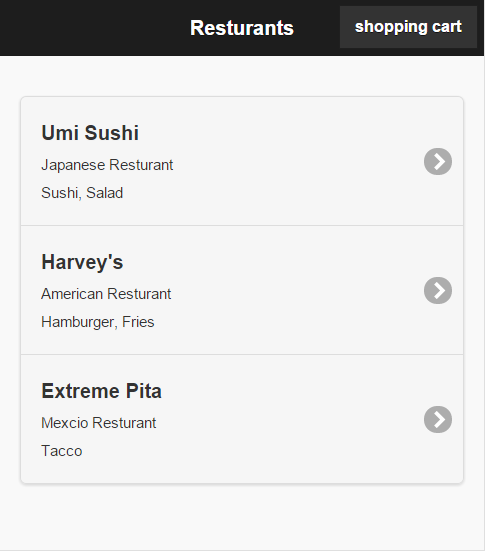 Resturants
shopping cart
Umi Sushi
Japanese Resturant
Sushi, Salad
Harvey's
American Resturant
Hamburger, Fries
Extreme Pita
Mexcio Resturant
Tacco